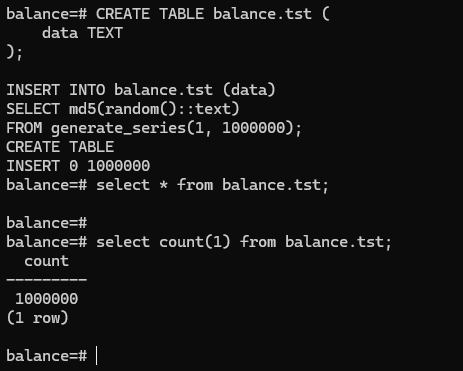 balance=# CREATE TABLE balance.tst (
    data TEXT
);

INSERT INTO balance.tst (data)
SELECT md5(random()::text)
FROM generate_series(1, 1000000);
CREATE TABLE
INSERT 0 1000000
balance=# select * from balance.tst;

balance=#
balance=# select count(1) from balance.tst;
  count
---------
 1000000
(1 row)

balance=#